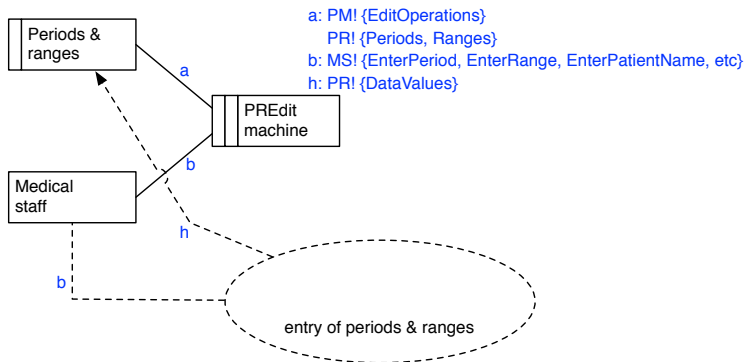 a: PM! {EditOperations}
PR! {Periods, Ranges}
b: MS! {EnterPeriod, EnterRange, EnterPatientName, etc}
h: PR! {DataValues}
Periods &
ranges
a
PREdit
machine
b
Medical
staff
h
b
entry of periods & ranges